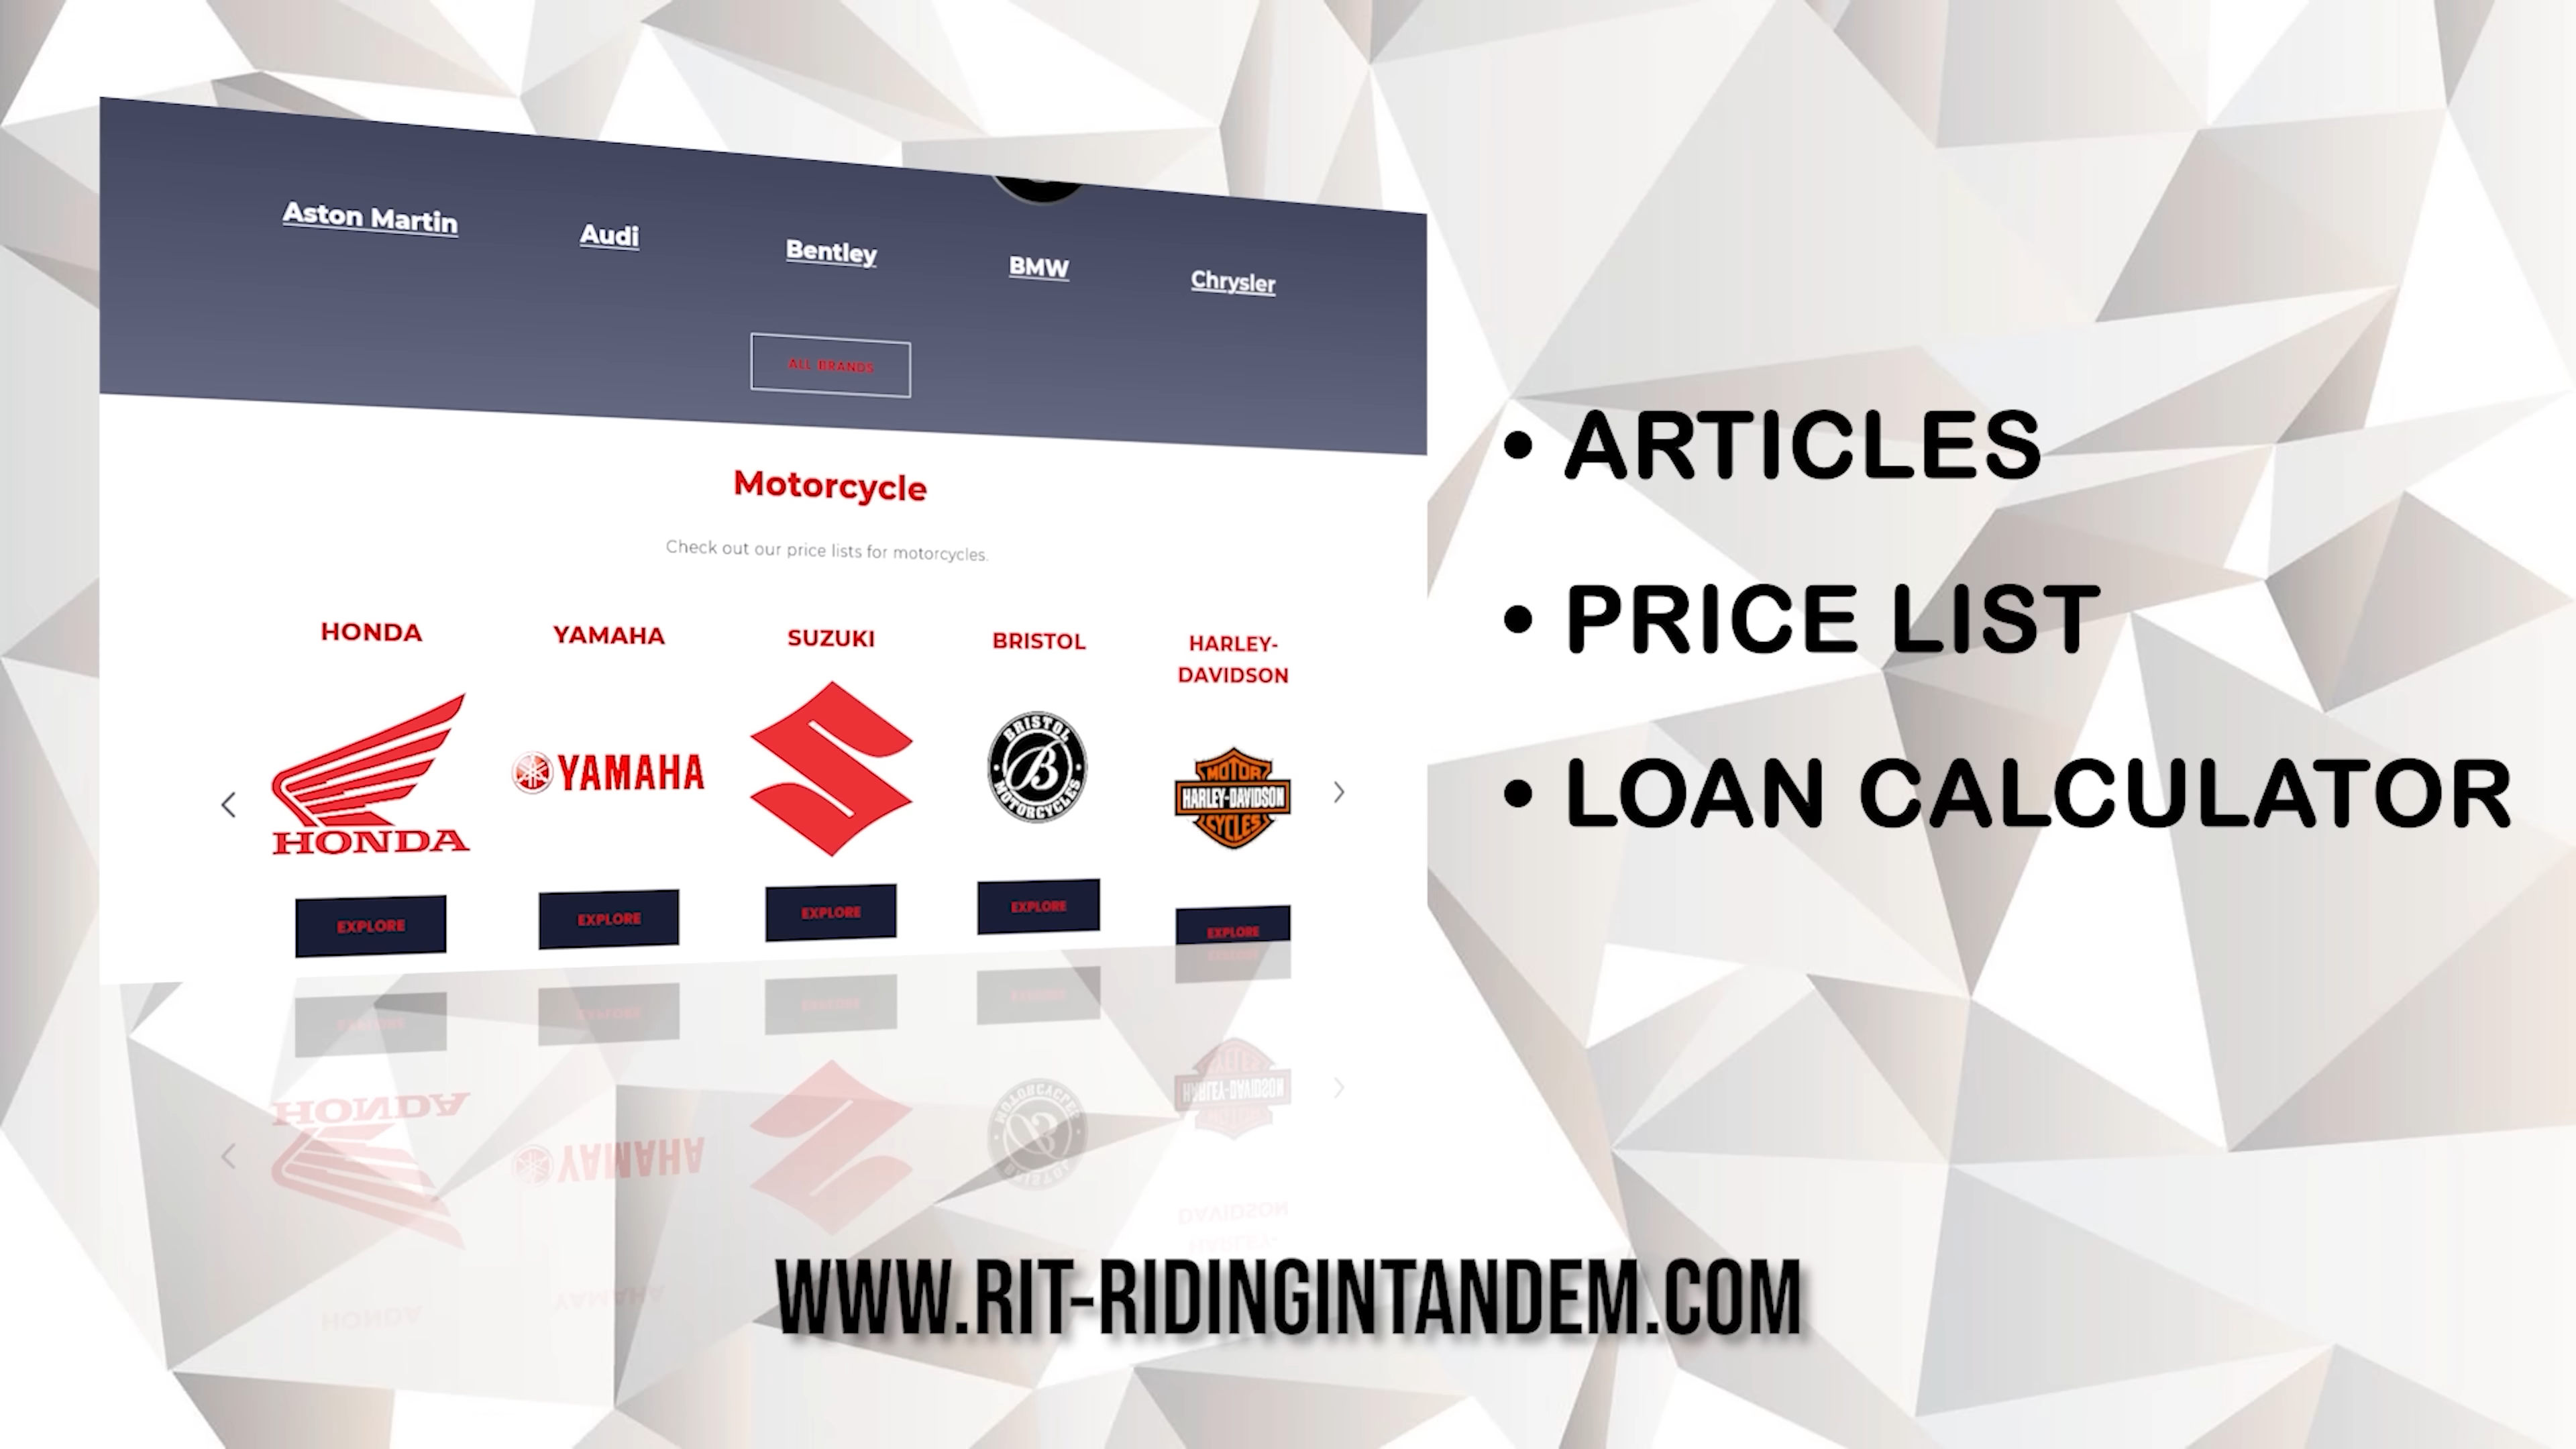 Aston Martin
Audi
Bentley
BMW
Chrysler
ALL BRANDS
Motorcycle
Check out our price lists for motorcycles.
HONDA
YAMAHA
SUZUKI
BRISTOL
HARLEY-
DAVIDSON
HONDA
YAMAHA
BRISTOL
B
MOTORCYCLES
MOTOR
HARLEY-DAVIDSON
CYCLES
EXPLORE
EXPLORE
EXPLORE
EXPLORE
EXPLORE
• ARTICLES
• PRICE LIST
• LOAN CALCULATOR
WWW.RIT-RIDINGINTANDEM.COM